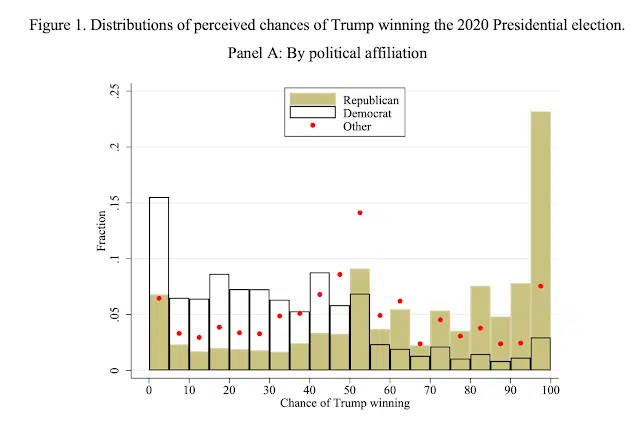 Figure 1. Distributions of perceived chances of Trump winning the 2020 Presidential election.
Panel A: By political affiliation
Republican
Democrat
Other
.25
.2
.15
.1
.05
0
Fraction
0 10 20 30 40 50 60 70 80 90 100
Chance of Trump winning